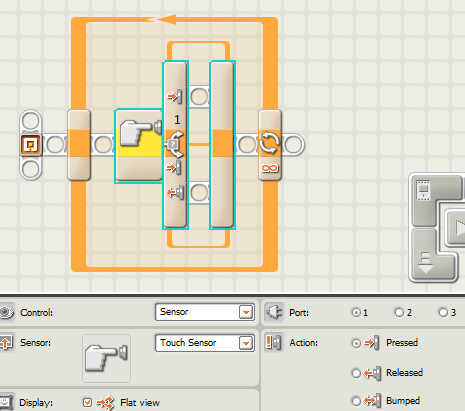 1
Control:
Sensor
Port:
1
2
3
Sensor:
Touch Sensor
Action:
Pressed
Released
Display:
Flat view
Bumped